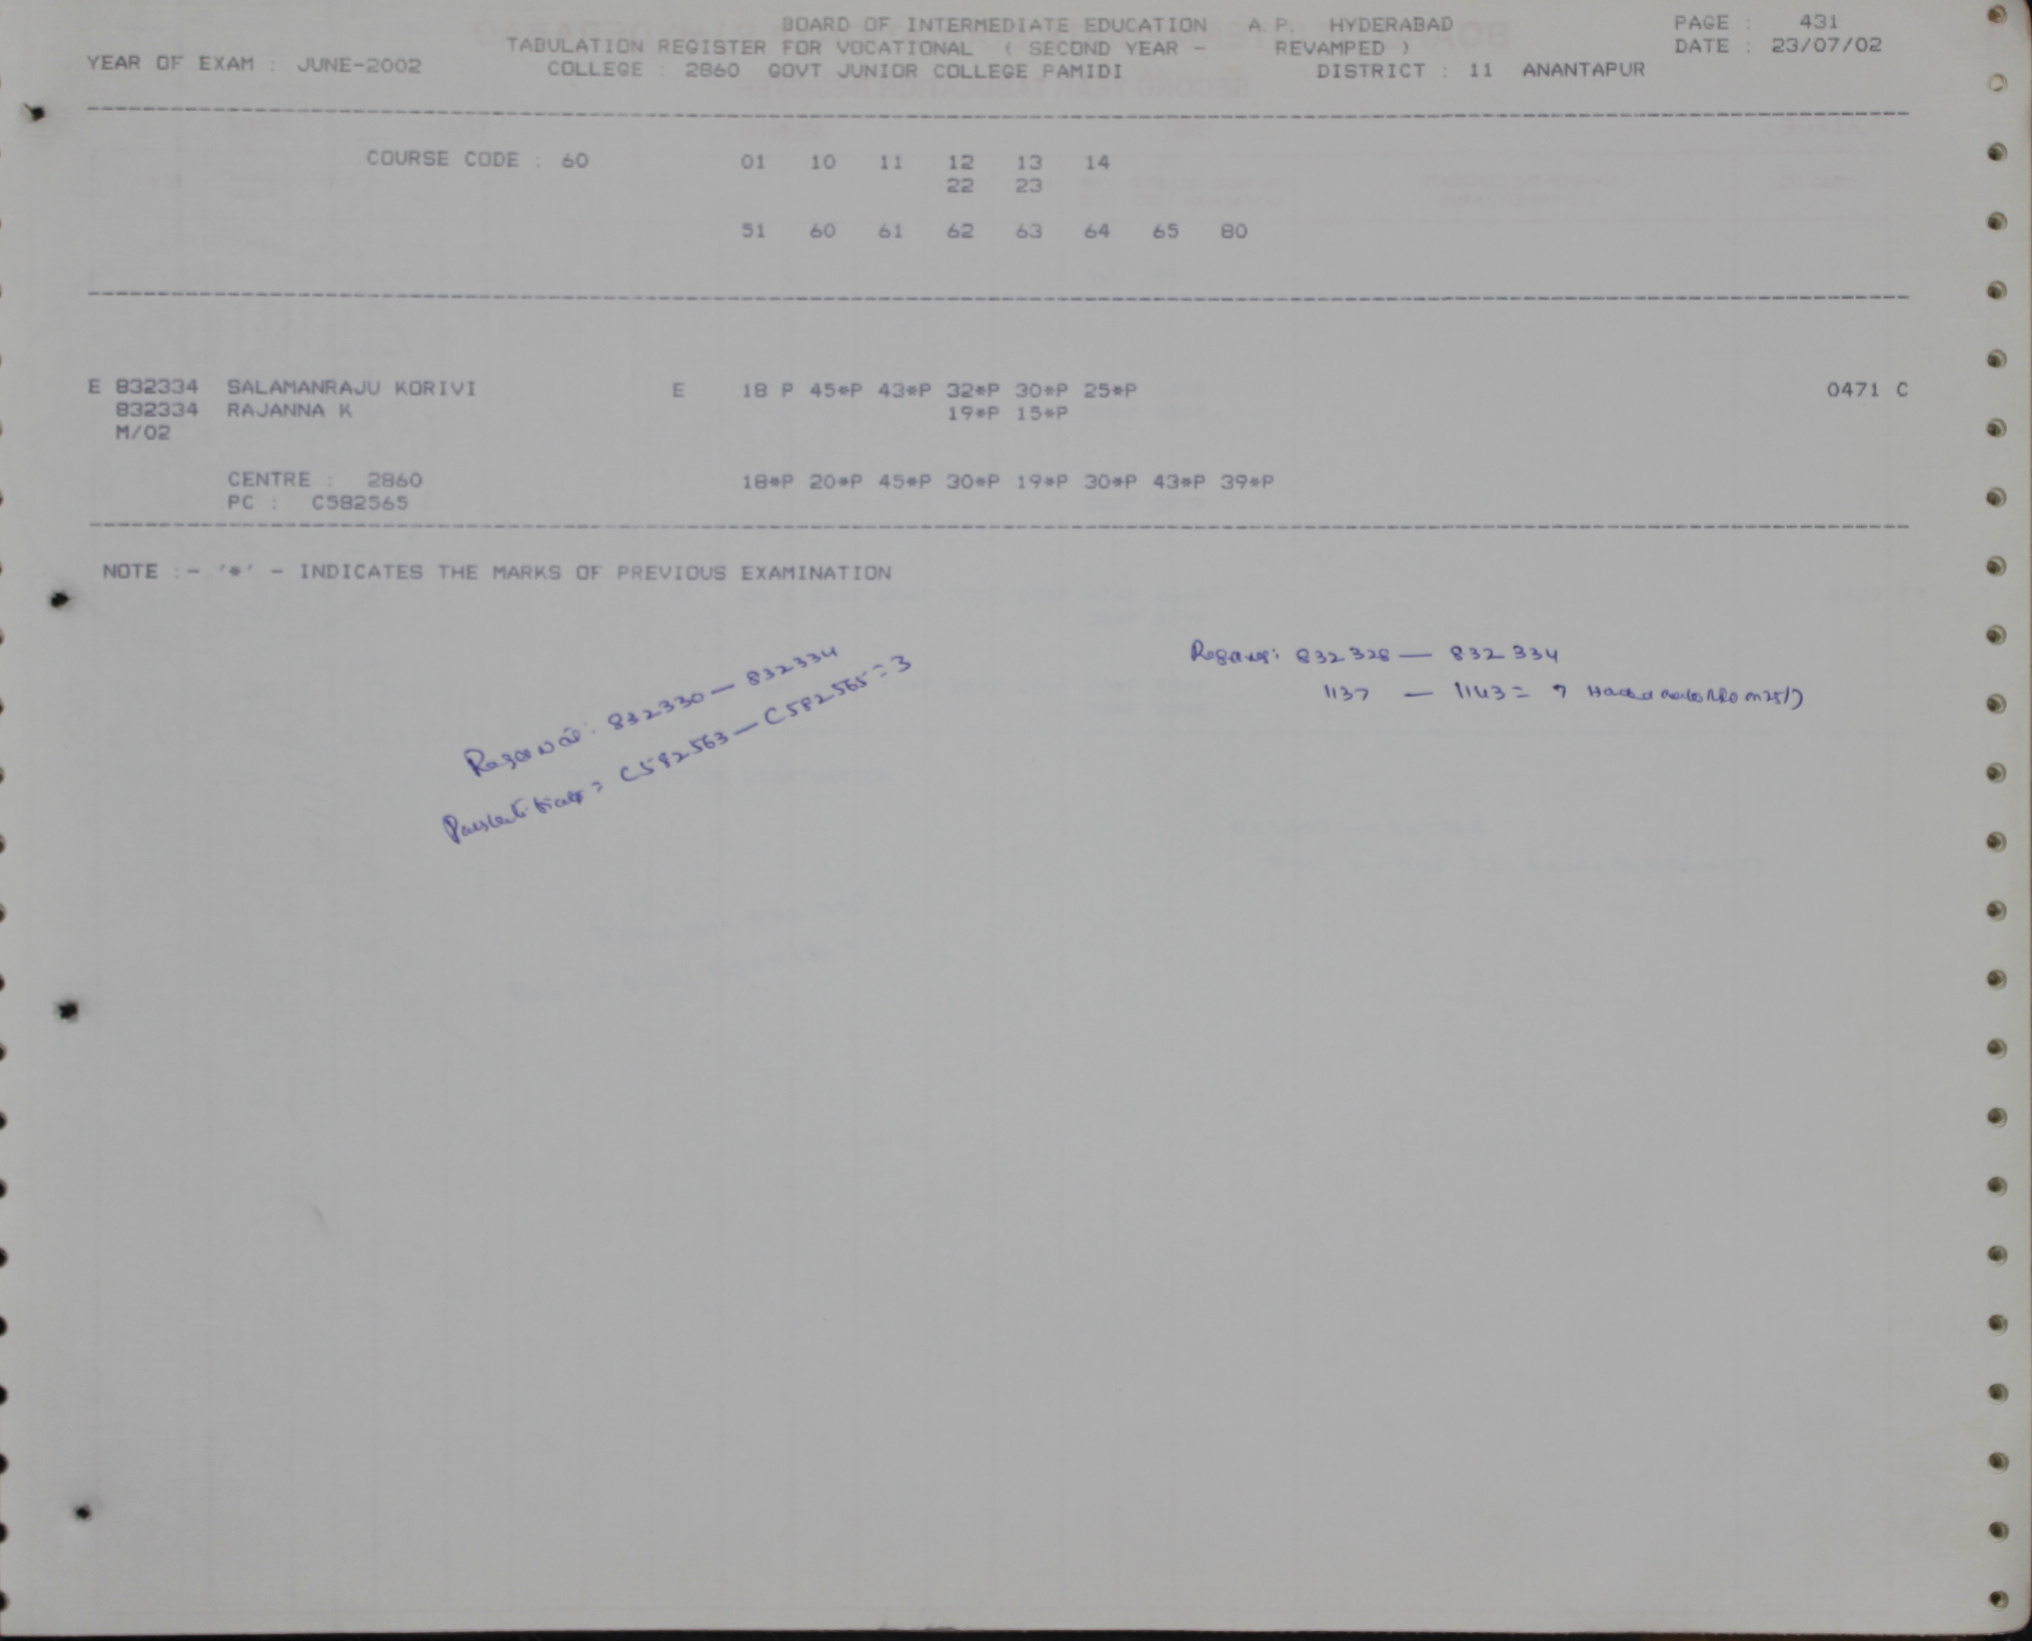 BOARD OF INTERMEDIATE EDUCATION A.P. HYDERABAD PAGE : 431
TABULATION REGISTER FOR VOCATIONAL ( SECOND YEAR - REVAMPED ) DATE : 23/07/02
YEAR OF EXAM : JUNE-2002 COLLEGE : 2860 GOVT JUNIOR COLLEGE PAMIDI DISTRICT : 11 ANANTAPUR
COURSE CODE : 60 01 10 11 12 13 14
22 23
51 60 61 62 63 64 65 80
E 832334 SALAMANRAJU KORIVI E 18 P 45*P 43*P 32*P 30*P 25*P 0471 C
832334 RAJANNA K 19*P 15*P
M/02
CENTRE : 2860 18*P 20*P 45*P 30*P 19*P 30*P 43*P 39*P
PC : C582565
NOTE :- '*' - INDICATES THE MARKS OF PREVIOUS EXAMINATION
832328 — 832334
1137 — 1143 = 7
832330 — 832334
C582563 — C582565 = 3